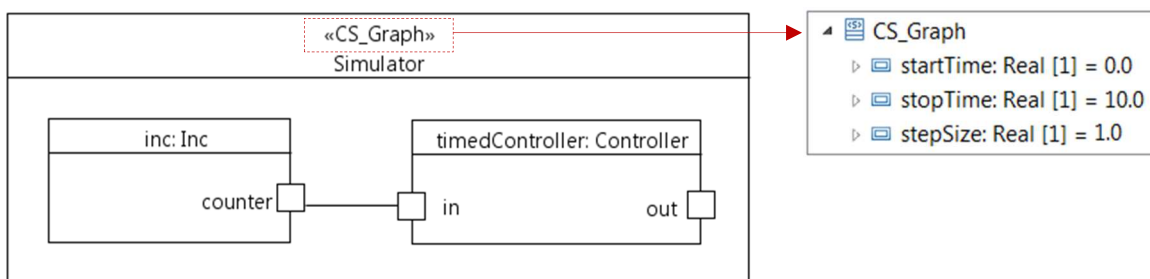 «CS_Graph»
Simulator
inc: Inc
counter
timedController: Controller
in
out
CS_Graph
startTime: Real [1] = 0.0
stopTime: Real [1] = 10.0
stepSize: Real [1] = 1.0